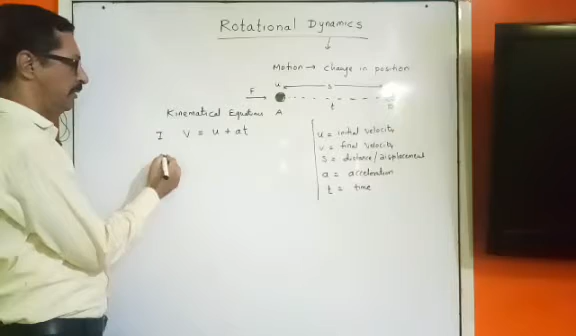 Rotational Dynamics
Motion → change in position
u s
F
t
A B
Kinematical Equations
I v = u + at
u = initial velocity
v = final velocity
s = distance/displacement
a = acceleration
t = time